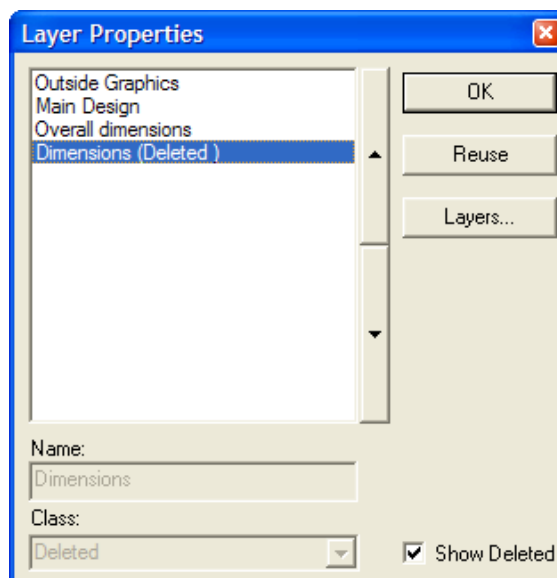 Layer Properties
Outside Graphics
Main Design
Overall dimensions
Dimensions (Deleted )
OK
Reuse
Layers...
Name:
Dimensions
Class:
Deleted
Show Deleted